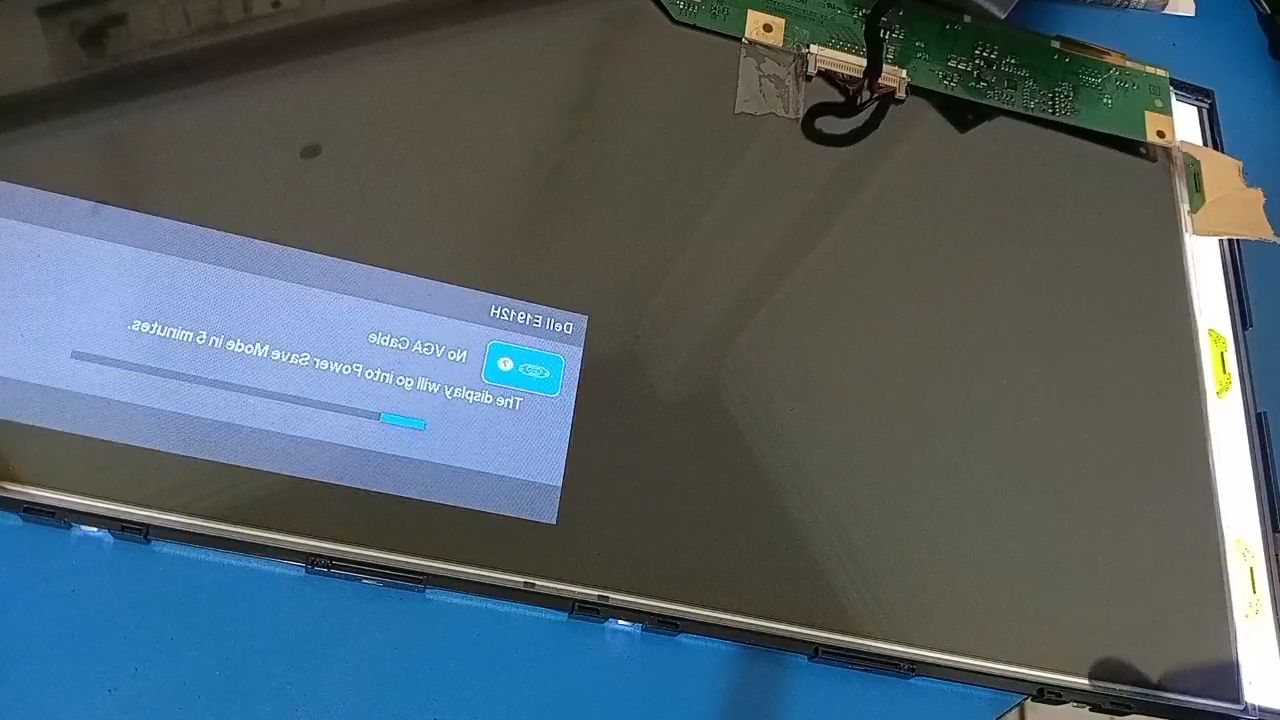 Dell E1912H
No VGA Cable
The display will go into Power Save Mode in 5 minutes.